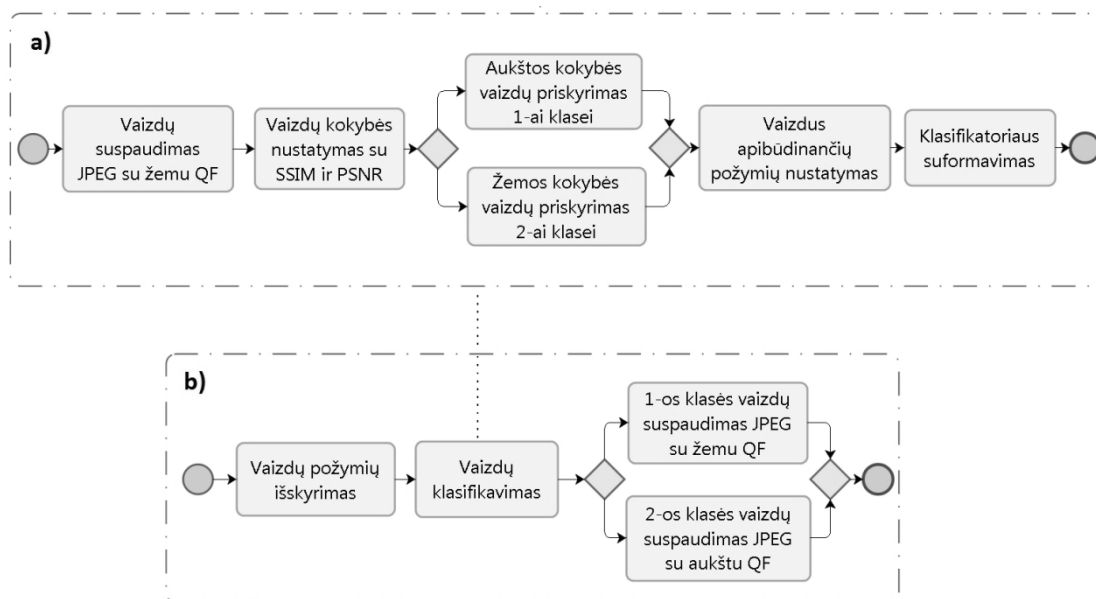 a)
Vaizdų
suspaudimas
JPEG su žemu QF
Vaizdų kokybės
nustatymas su
SSIM ir PSNR
Aukštos kokybės
vaizdų priskyrimas
1-ai klasei
Žemos kokybės
vaizdų priskyrimas
2-ai klasei
Vaizdus
apibūdinančių
požymių nustatymas
Klasifikatoriaus
suformavimas
b)
Vaizdų požymių
išskyrimas
Vaizdų
klasifikavimas
1-os klasės vaizdų
suspaudimas JPEG
su žemu QF
2-os klasės vaizdų
suspaudimas JPEG
su aukštu QF